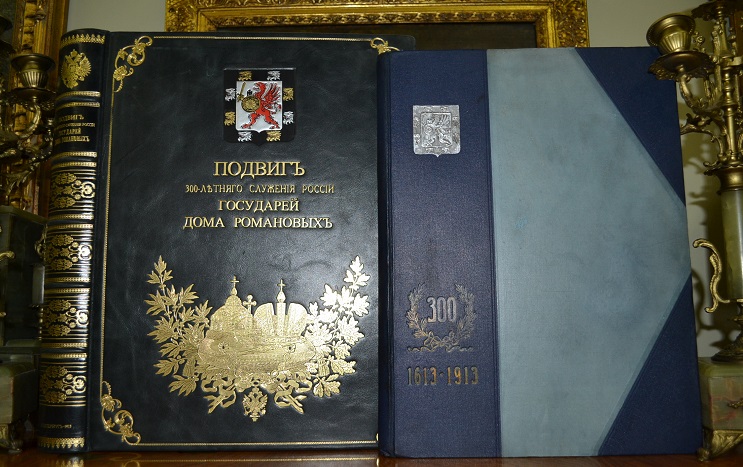 ПОДВИГЪ
300-ЛѢТНЯГО СЛУЖЕНІЯ РОССІИ
ГОСУДАРЕЙ
ДОМА РОМАНОВЫХЪ
300
1613-1913